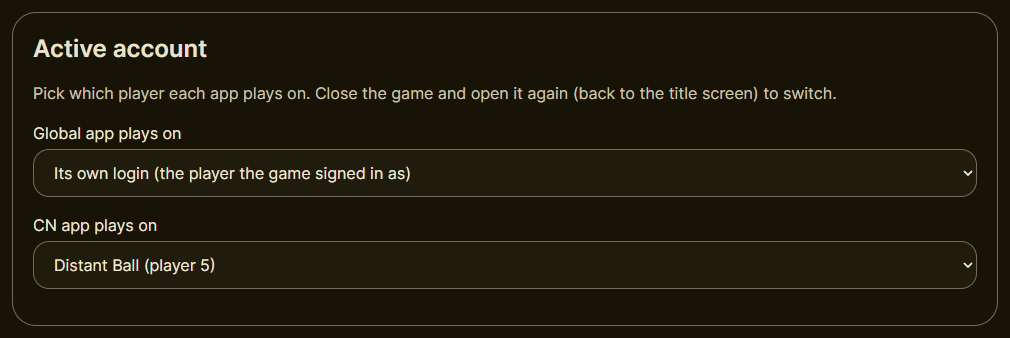 Active account
Pick which player each app plays on. Close the game and open it again (back to the title screen) to switch.
Global app plays on
Its own login (the player the game signed in as)
CN app plays on
Distant Ball (player 5)